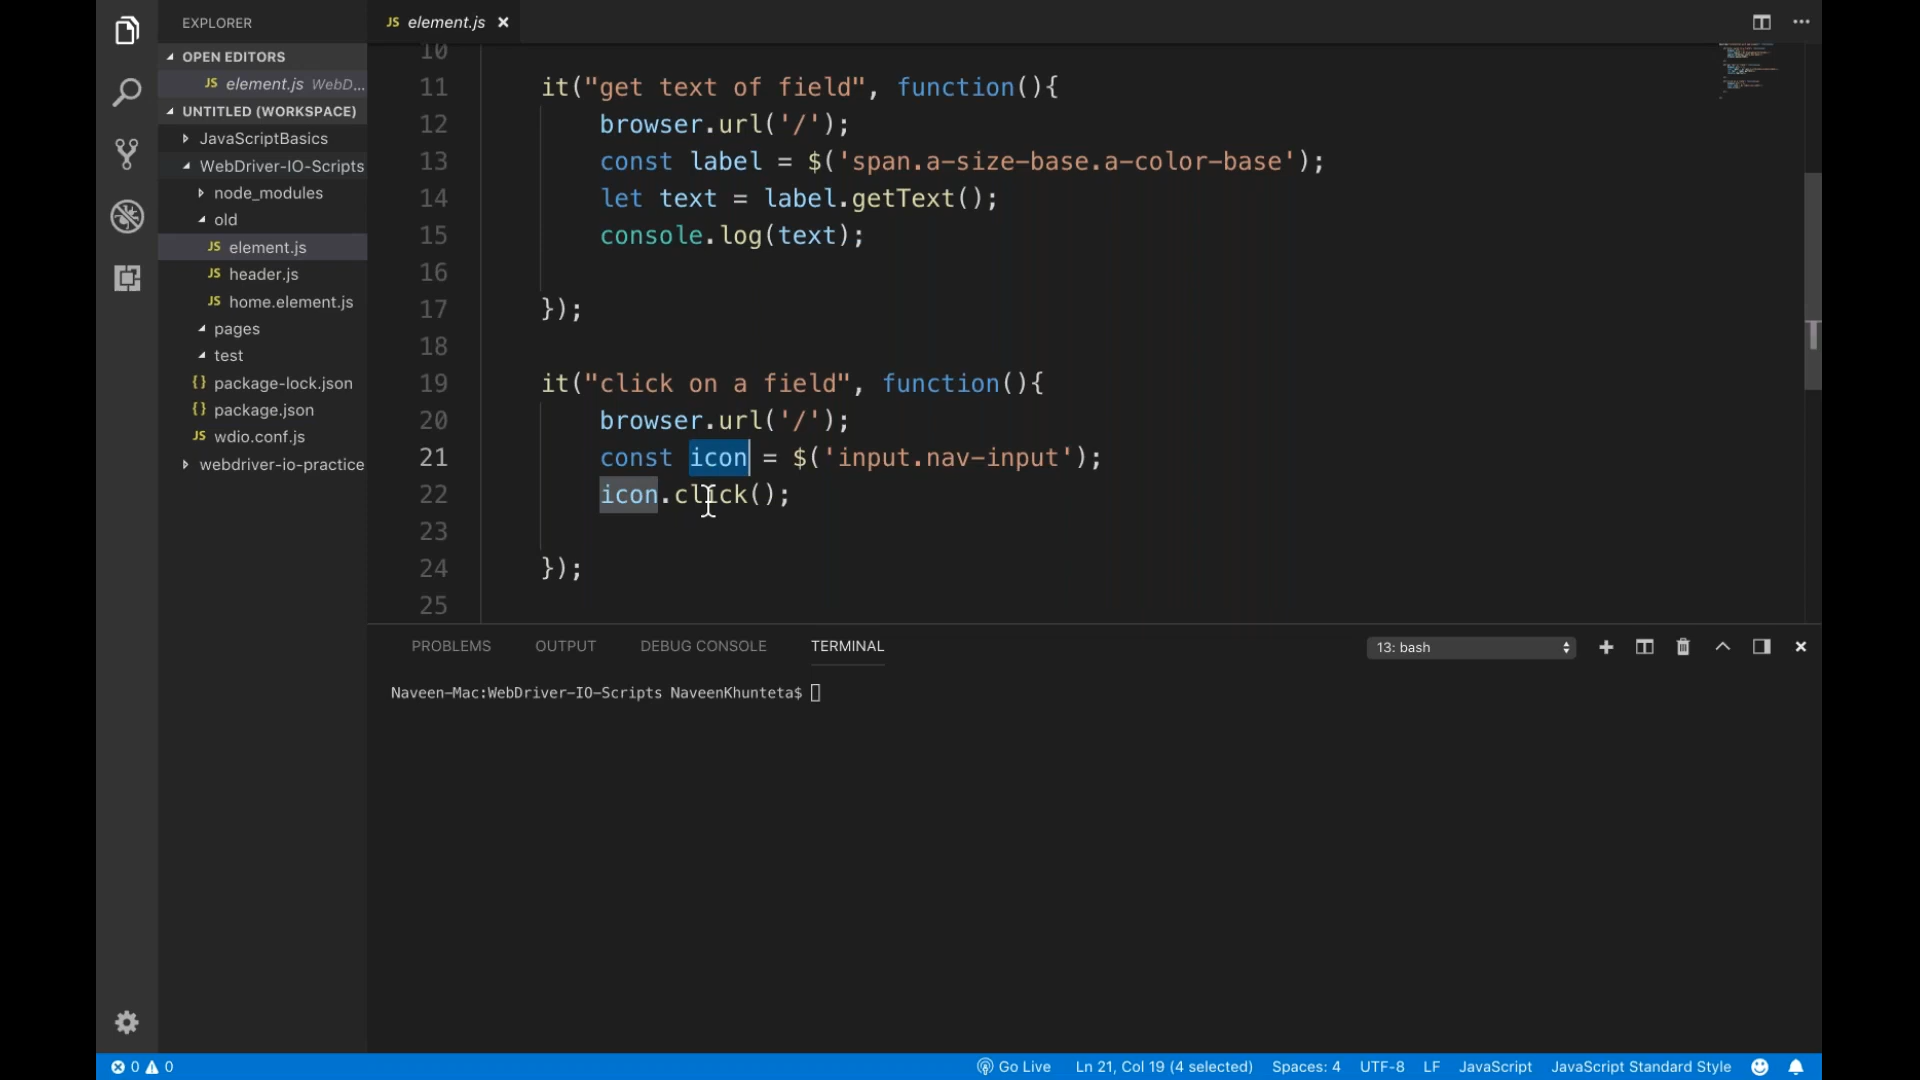 EXPLORER
OPEN EDITORS
JS element.js WebD...
UNTITLED (WORKSPACE)
JavaScriptBasics
WebDriver-IO-Scripts
node_modules
old
JS element.js
JS header.js
JS home.element.js
pages
test
{} package-lock.json
{} package.json
JS wdio.conf.js
webdriver-io-practice
JS element.js
10
11 it("get text of field", function(){
12 browser.url('/');
13 const label = $('span.a-size-base.a-color-base');
14 let text = label.getText();
15 console.log(text);
16
17 });
18
19 it("click on a field", function(){
20 browser.url('/');
21 const icon = $('input.nav-input');
22 icon.click();
23
24 });
25
PROBLEMS OUTPUT DEBUG CONSOLE TERMINAL 13: bash
Naveen-Mac:WebDriver-IO-Scripts NaveenKhunteta$
0 0 Go Live Ln 21, Col 19 (4 selected) Spaces: 4 UTF-8 LF JavaScript JavaScript Standard Style